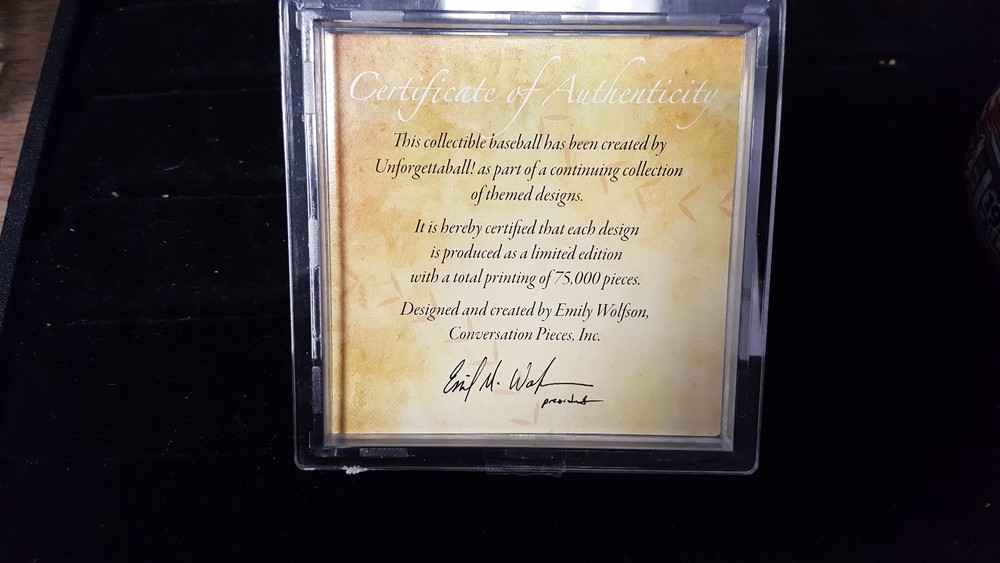 Certificate of Authenticity
This collectible baseball has been created by
Unforgettaball! as part of a continuing collection
of themed designs.
It is hereby certified that each design
is produced as a limited edition
with a total printing of 75,000 pieces.
Designed and created by Emily Wolfson,
Conversation Pieces, Inc.
president